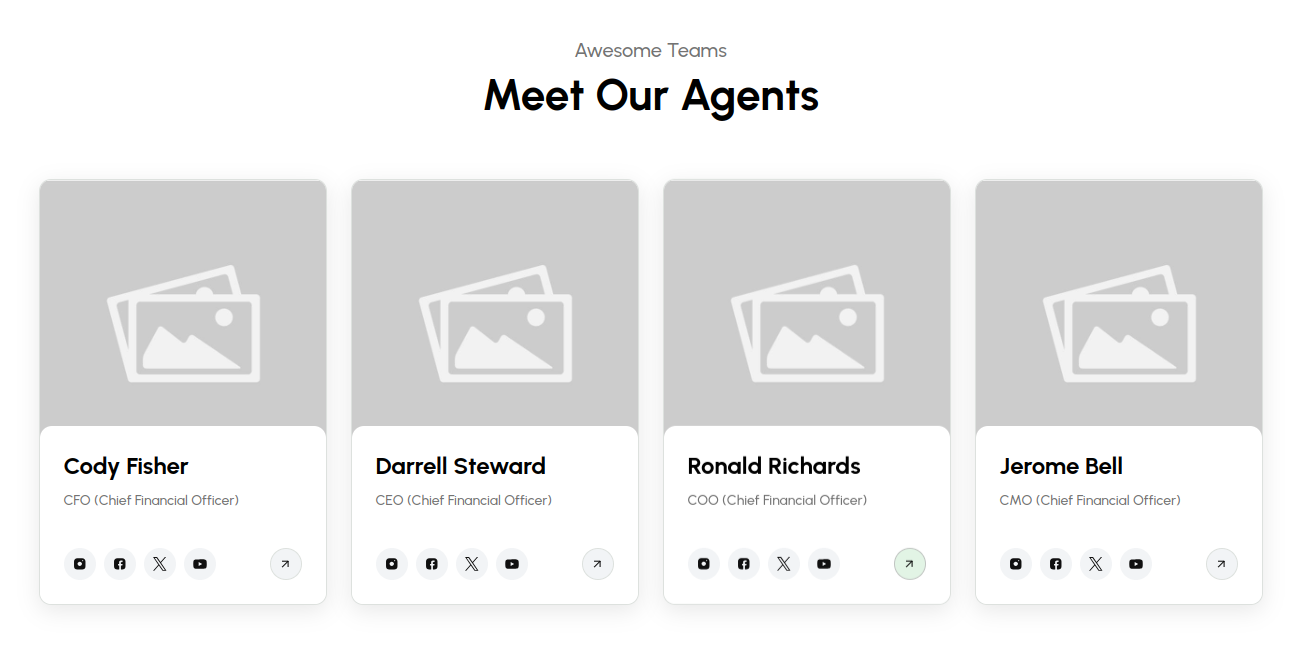 Awesome Teams
Meet Our Agents
Cody Fisher
CFO (Chief Financial Officer)
Darrell Steward
CEO (Chief Financial Officer)
Ronald Richards
COO (Chief Financial Officer)
Jerome Bell
CMO (Chief Financial Officer)